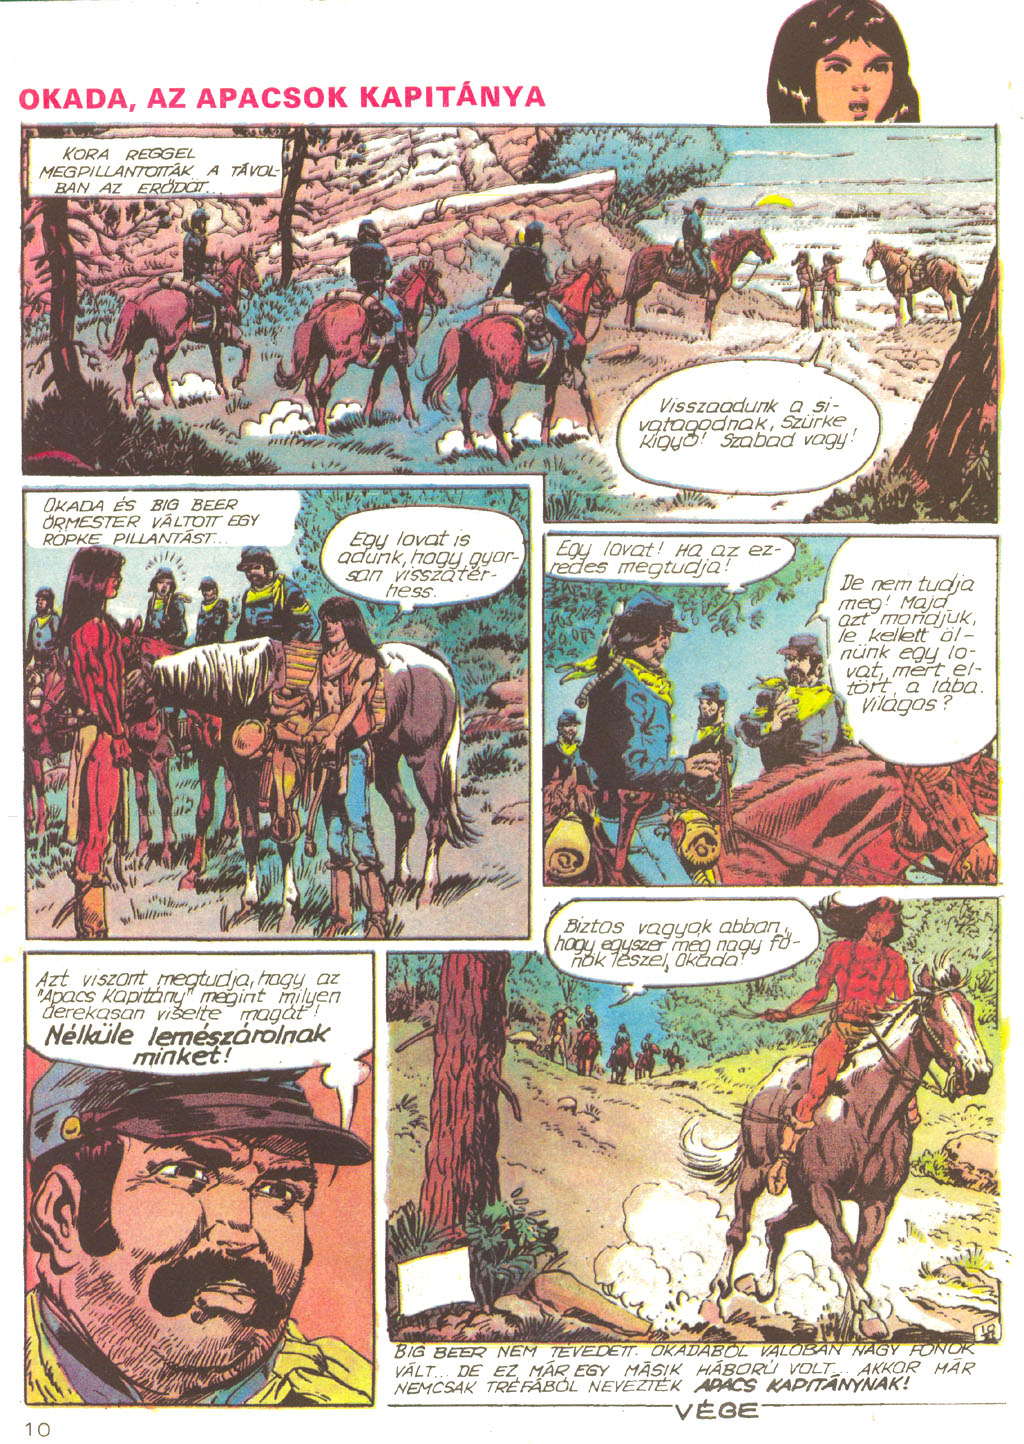 OKADA, AZ APACSOK KAPITÁNYA
KORA REGGEL
MEGPILLANTOTTÁK A TÁVOL-
BAN AZ ERŐDÖT...
Visszaadunk a si-
vatagodnak, Szürke
Kigyó! Szabad vagy!
OKADA ÉS BIG BEER
ŐRMESTER VÁLTOTT EGY
RÖPKE PILLANTÁST...
Egy lovat is
adunk, hogy gyor-
san visszatér-
hess.
Egy lovat! Ha az ez-
redes megtudja!
De nem tudja
meg! Majd
azt mondjuk,
le kellett öl-
nünk egy lo-
vat, mert el-
tört a lába.
Világos?
Azt viszont megtudja, hogy az
"Apacs Kapitány" megint milyen
derekasan viselte magát!
Nélküle lemészárolnak
minket!
Biztos vagyok abban,
hogy egyszer még nagy fő-
nök leszel, Okada!
10
BIG BEER NEM TÉVEDETT. OKADÁBÓL VALÓBAN NAGY FŐNÖK
VÁLT... DE EZ MÁR EGY MÁSIK HÁBORÚ VOLT... AKKOR MÁR
NEMCSAK TRÉFÁBÓL NEVEZTÉK APACS KAPITÁNYNAK!
VÉGE
10